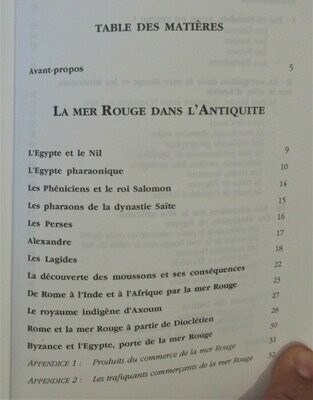 TABLE DES MATIÈRES
Avant-propos 5
LA MER ROUGE DANS L'ANTIQUITE
L'Egypte et le Nil 9
L'Egypte pharaonique 10
Les Phéniciens et le roi Salomon 14
Les pharaons de la dynastie Saïte 15
Les Perses 16
Alexandre 17
Les Lagides 18
La découverte des moussons et ses conséquences 22
De Rome à l'Inde et à l'Afrique par la mer Rouge 23
Le royaume indigène d'Axoum 27
Rome et la mer Rouge à partir de Dioclétien 28
Byzance et l'Egypte, porte de la mer Rouge 30
APPENDICE 1 : Produits du commerce de la mer Rouge 31
APPENDICE 2 : Les trafiquants commerçants de la mer Rouge 32